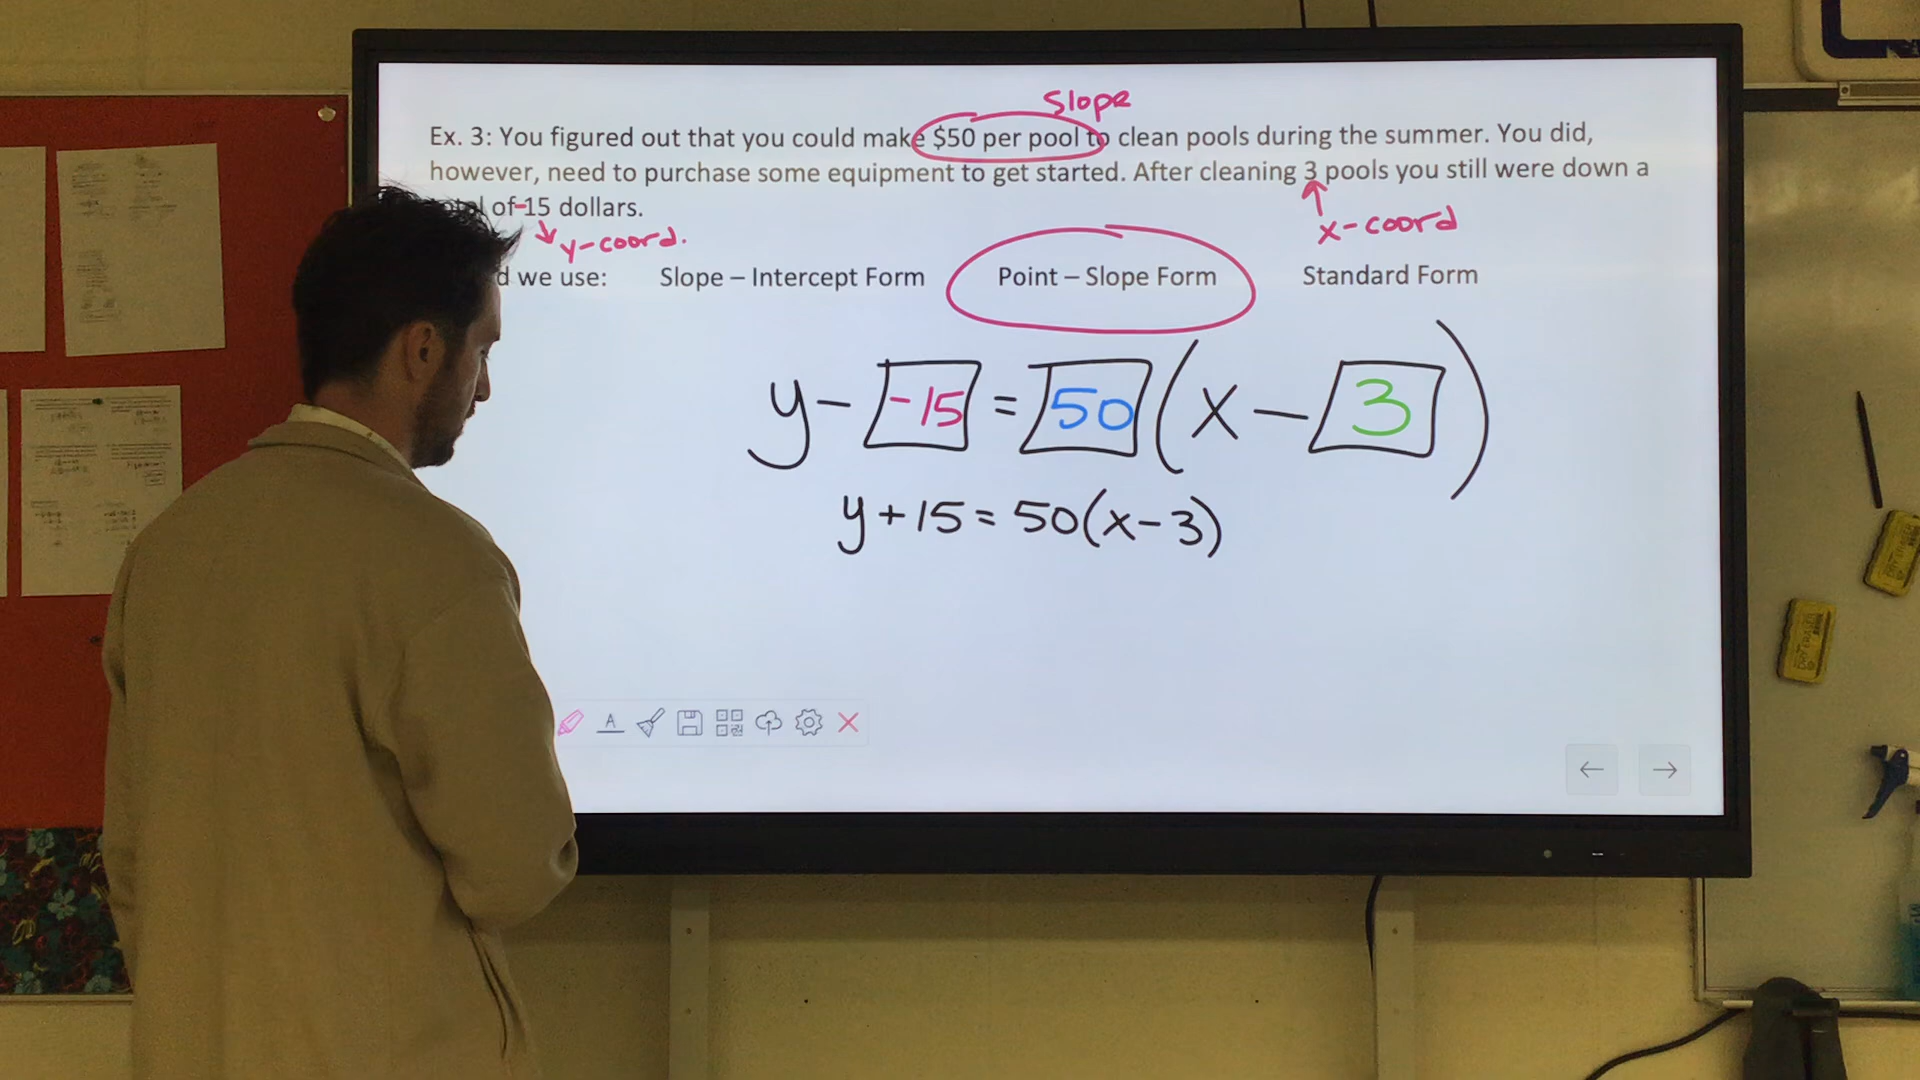 Slope
Ex. 3: You figured out that you could make $50 per pool to clean pools during the summer. You did,
however, need to purchase some equipment to get started. After cleaning 3 pools you still were down a
of -15 dollars.
y-coord.
x-coord
we use: Slope – Intercept Form Point – Slope Form Standard Form
y - -15 = 50 (x - 3)
y + 15 = 50(x - 3)
A